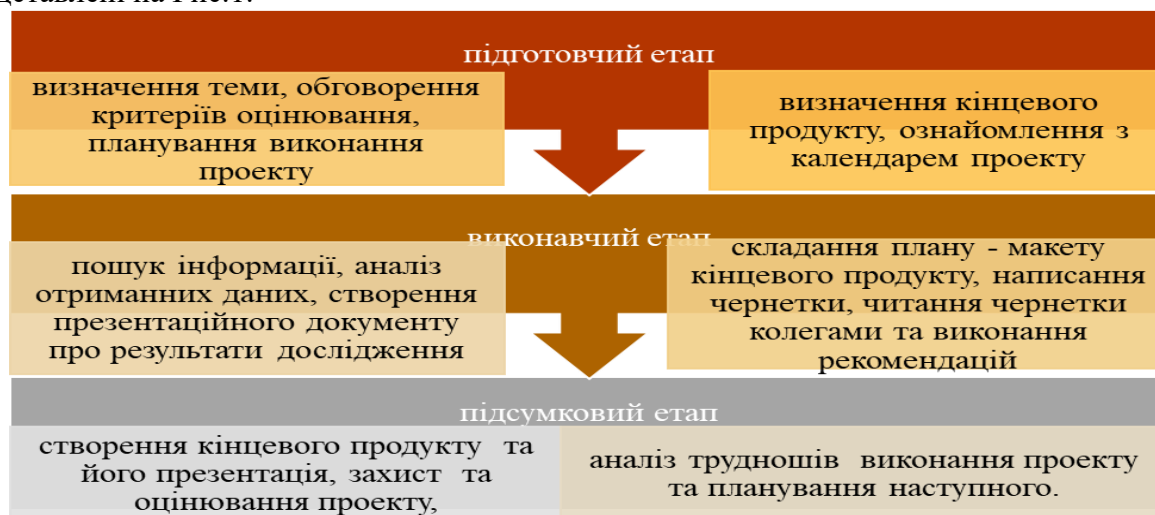 підготовчий етап
визначення теми, обговорення
критеріїв оцінювання,
планування виконання
проекту
визначення кінцевого
продукту, ознайомлення з
календарем проекту
виконавчий етап
пошук інформації, аналіз
отриманних даних, створення
презентаційного документу
про результати дослідження
складання плану - макету
кінцевого продукту, написання
чернетки, читання чернетки
колегами та виконання
рекомендацій
підсумковий етап
створення кінцевого продукту та
його презентація, захист та
оцінювання проекту,
аналіз трудношів виконання проекту
та планування наступного.